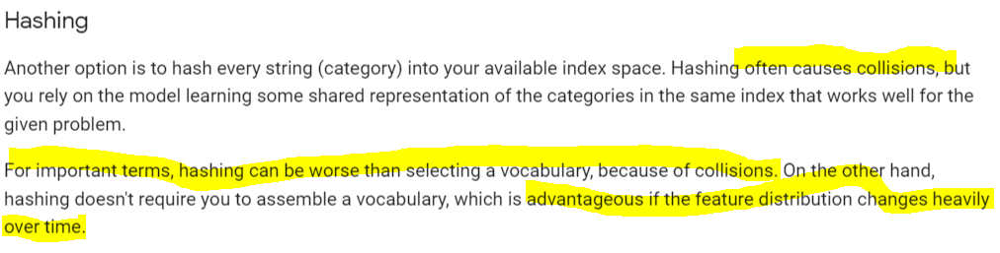 Hashing
Another option is to hash every string (category) into your available index space. Hashing often causes collisions, but
you rely on the model learning some shared representation of the categories in the same index that works well for the
given problem.
For important terms, hashing can be worse than selecting a vocabulary, because of collisions. On the other hand,
hashing doesn't require you to assemble a vocabulary, which is advantageous if the feature distribution changes heavily
over time.